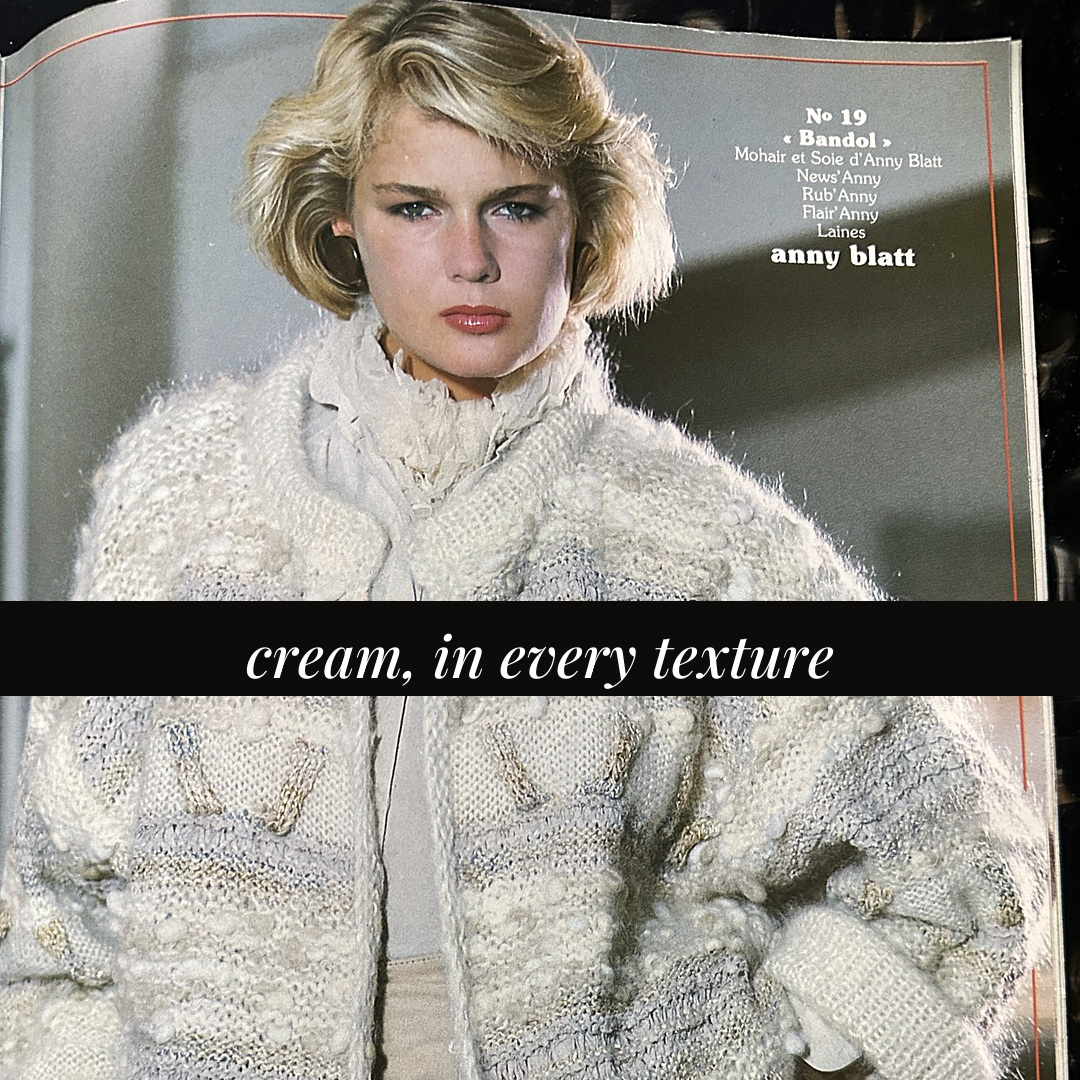 Nº 19
« Bandol »
Mohair et Soie d'Anny Blatt
News'Anny
Rub'Anny
Flair'Anny
Laines
anny blatt
cream, in every texture